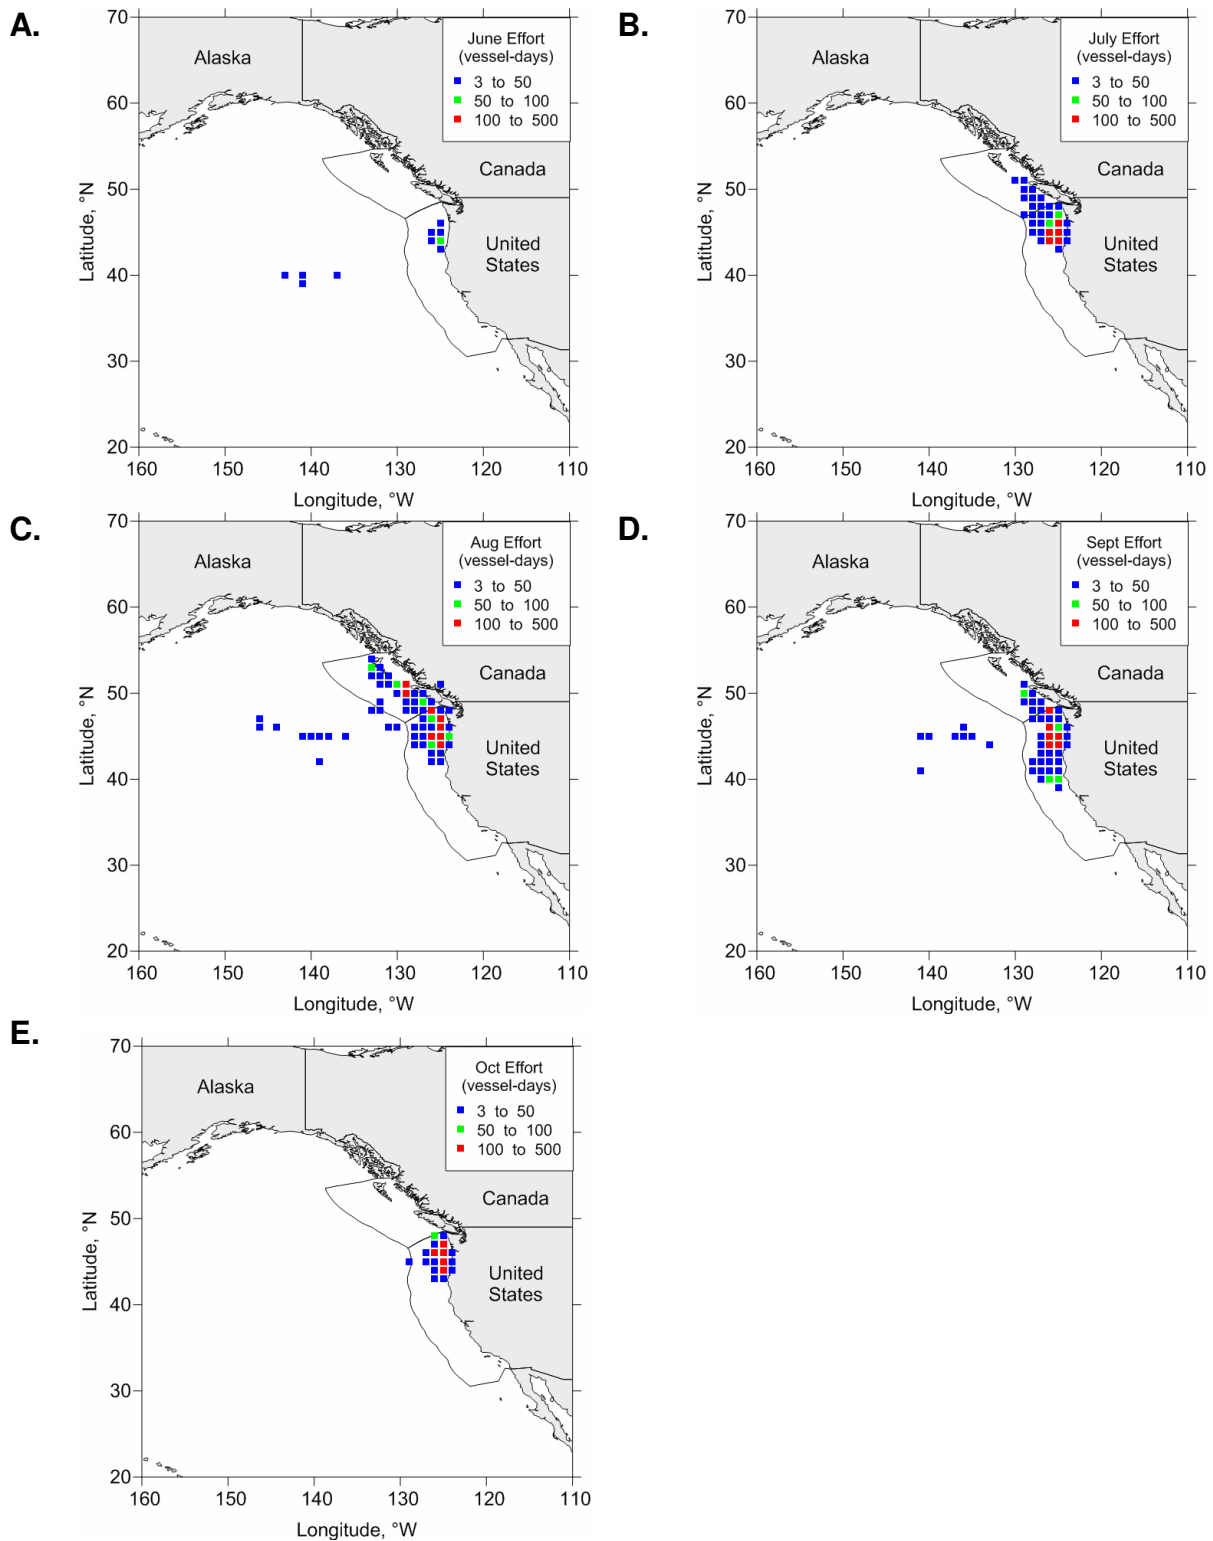 A.
70
60
50
40
30
20
160 150 140 130 120 110
Latitude, °N
Longitude, °W
Alaska
Canada
United
States
June Effort
(vessel-days)
3 to 50
50 to 100
100 to 500
B.
70
60
50
40
30
20
160 150 140 130 120 110
Latitude, °N
Longitude, °W
Alaska
Canada
United
States
July Effort
(vessel-days)
3 to 50
50 to 100
100 to 500
C.
70
60
50
40
30
20
160 150 140 130 120 110
Latitude, °N
Longitude, °W
Alaska
Canada
United
States
Aug Effort
(vessel-days)
3 to 50
50 to 100
100 to 500
D.
70
60
50
40
30
20
160 150 140 130 120 110
Latitude, °N
Longitude, °W
Alaska
Canada
United
States
Sept Effort
(vessel-days)
3 to 50
50 to 100
100 to 500
E.
70
60
50
40
30
20
160 150 140 130 120 110
Latitude, °N
Longitude, °W
Alaska
Canada
United
States
Oct Effort
(vessel-days)
3 to 50
50 to 100
100 to 500